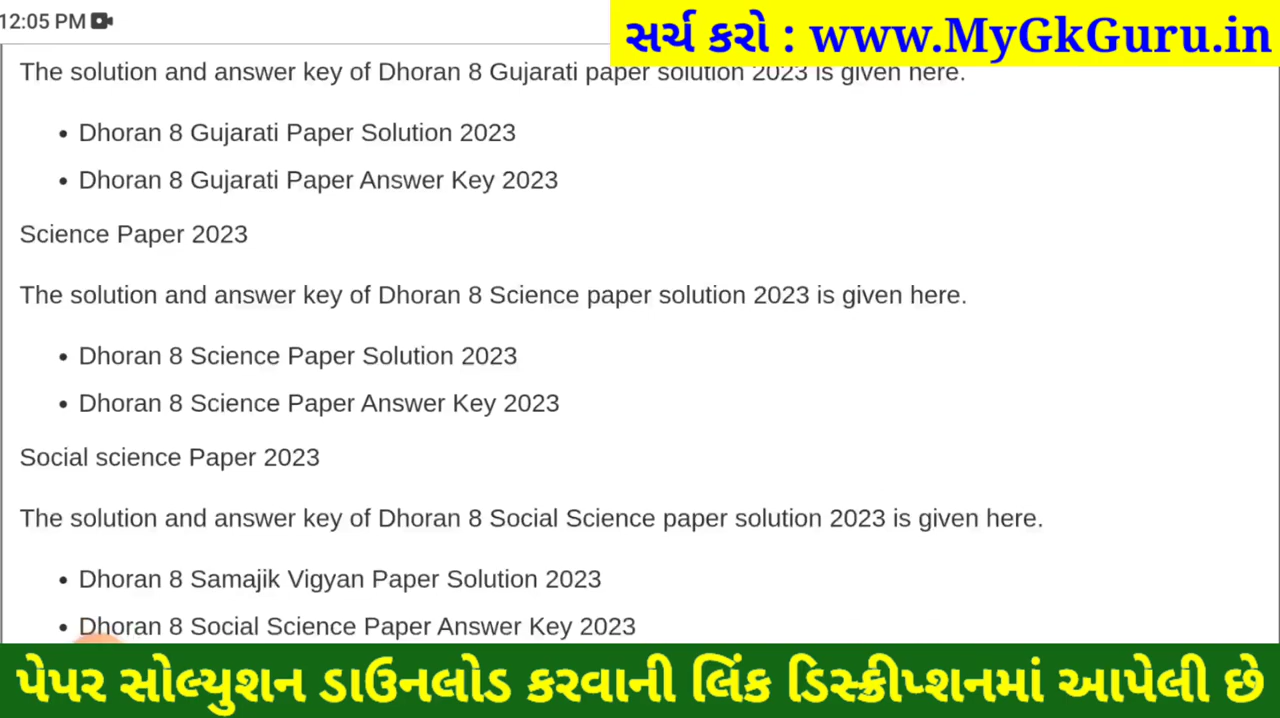 12:05 PM
સર્ચ કરો : www.MyGkGuru.in
The solution and answer key of Dhoran 8 Gujarati paper solution 2023 is given here.
• Dhoran 8 Gujarati Paper Solution 2023
• Dhoran 8 Gujarati Paper Answer Key 2023
Science Paper 2023
The solution and answer key of Dhoran 8 Science paper solution 2023 is given here.
• Dhoran 8 Science Paper Solution 2023
• Dhoran 8 Science Paper Answer Key 2023
Social science Paper 2023
The solution and answer key of Dhoran 8 Social Science paper solution 2023 is given here.
• Dhoran 8 Samajik Vigyan Paper Solution 2023
• Dhoran 8 Social Science Paper Answer Key 2023
પેપર સોલ્યુશન ડાઉનલોડ કરવાની લિંક ડિસ્ક્રીપ્શનમાં આપેલી છે